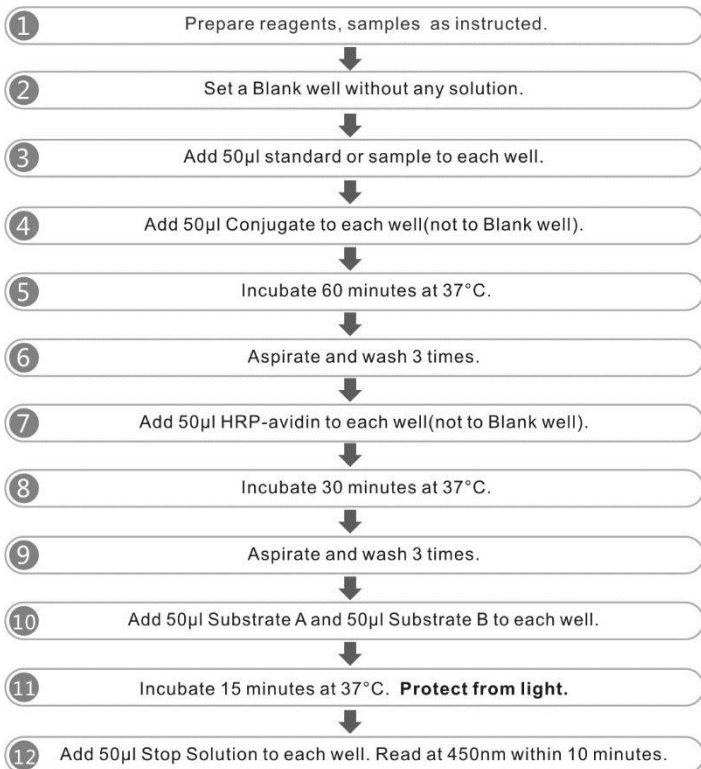 1 Prepare reagents, samples as instructed.
2 Set a Blank well without any solution.
3 Add 50μl standard or sample to each well.
4 Add 50μl Conjugate to each well(not to Blank well).
5 Incubate 60 minutes at 37°C.
6 Aspirate and wash 3 times.
7 Add 50μl HRP-avidin to each well(not to Blank well).
8 Incubate 30 minutes at 37°C.
9 Aspirate and wash 3 times.
10 Add 50μl Substrate A and 50μl Substrate B to each well.
11 Incubate 15 minutes at 37°C. Protect from light.
12 Add 50μl Stop Solution to each well. Read at 450nm within 10 minutes.